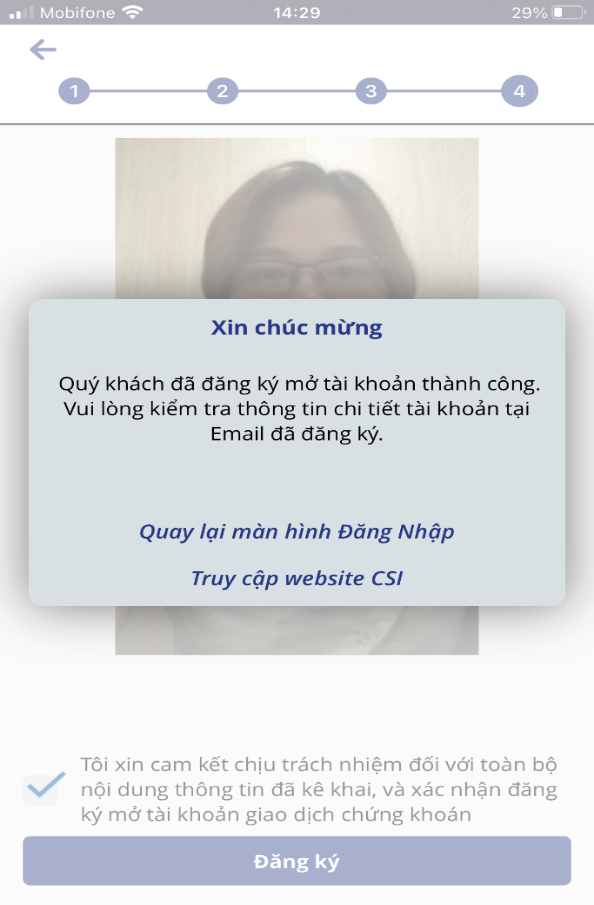 Mobifone 14:29 29%
1 2 3 4
Xin chúc mừng
Quý khách đã đăng ký mở tài khoản thành công.
Vui lòng kiểm tra thông tin chi tiết tài khoản tại
Email đã đăng ký.
Quay lại màn hình Đăng Nhập
Truy cập website CSI
Tôi xin cam kết chịu trách nhiệm đối với toàn bộ
nội dung thông tin đã kê khai, và xác nhận đăng
ký mở tài khoản giao dịch chứng khoán
Đăng ký